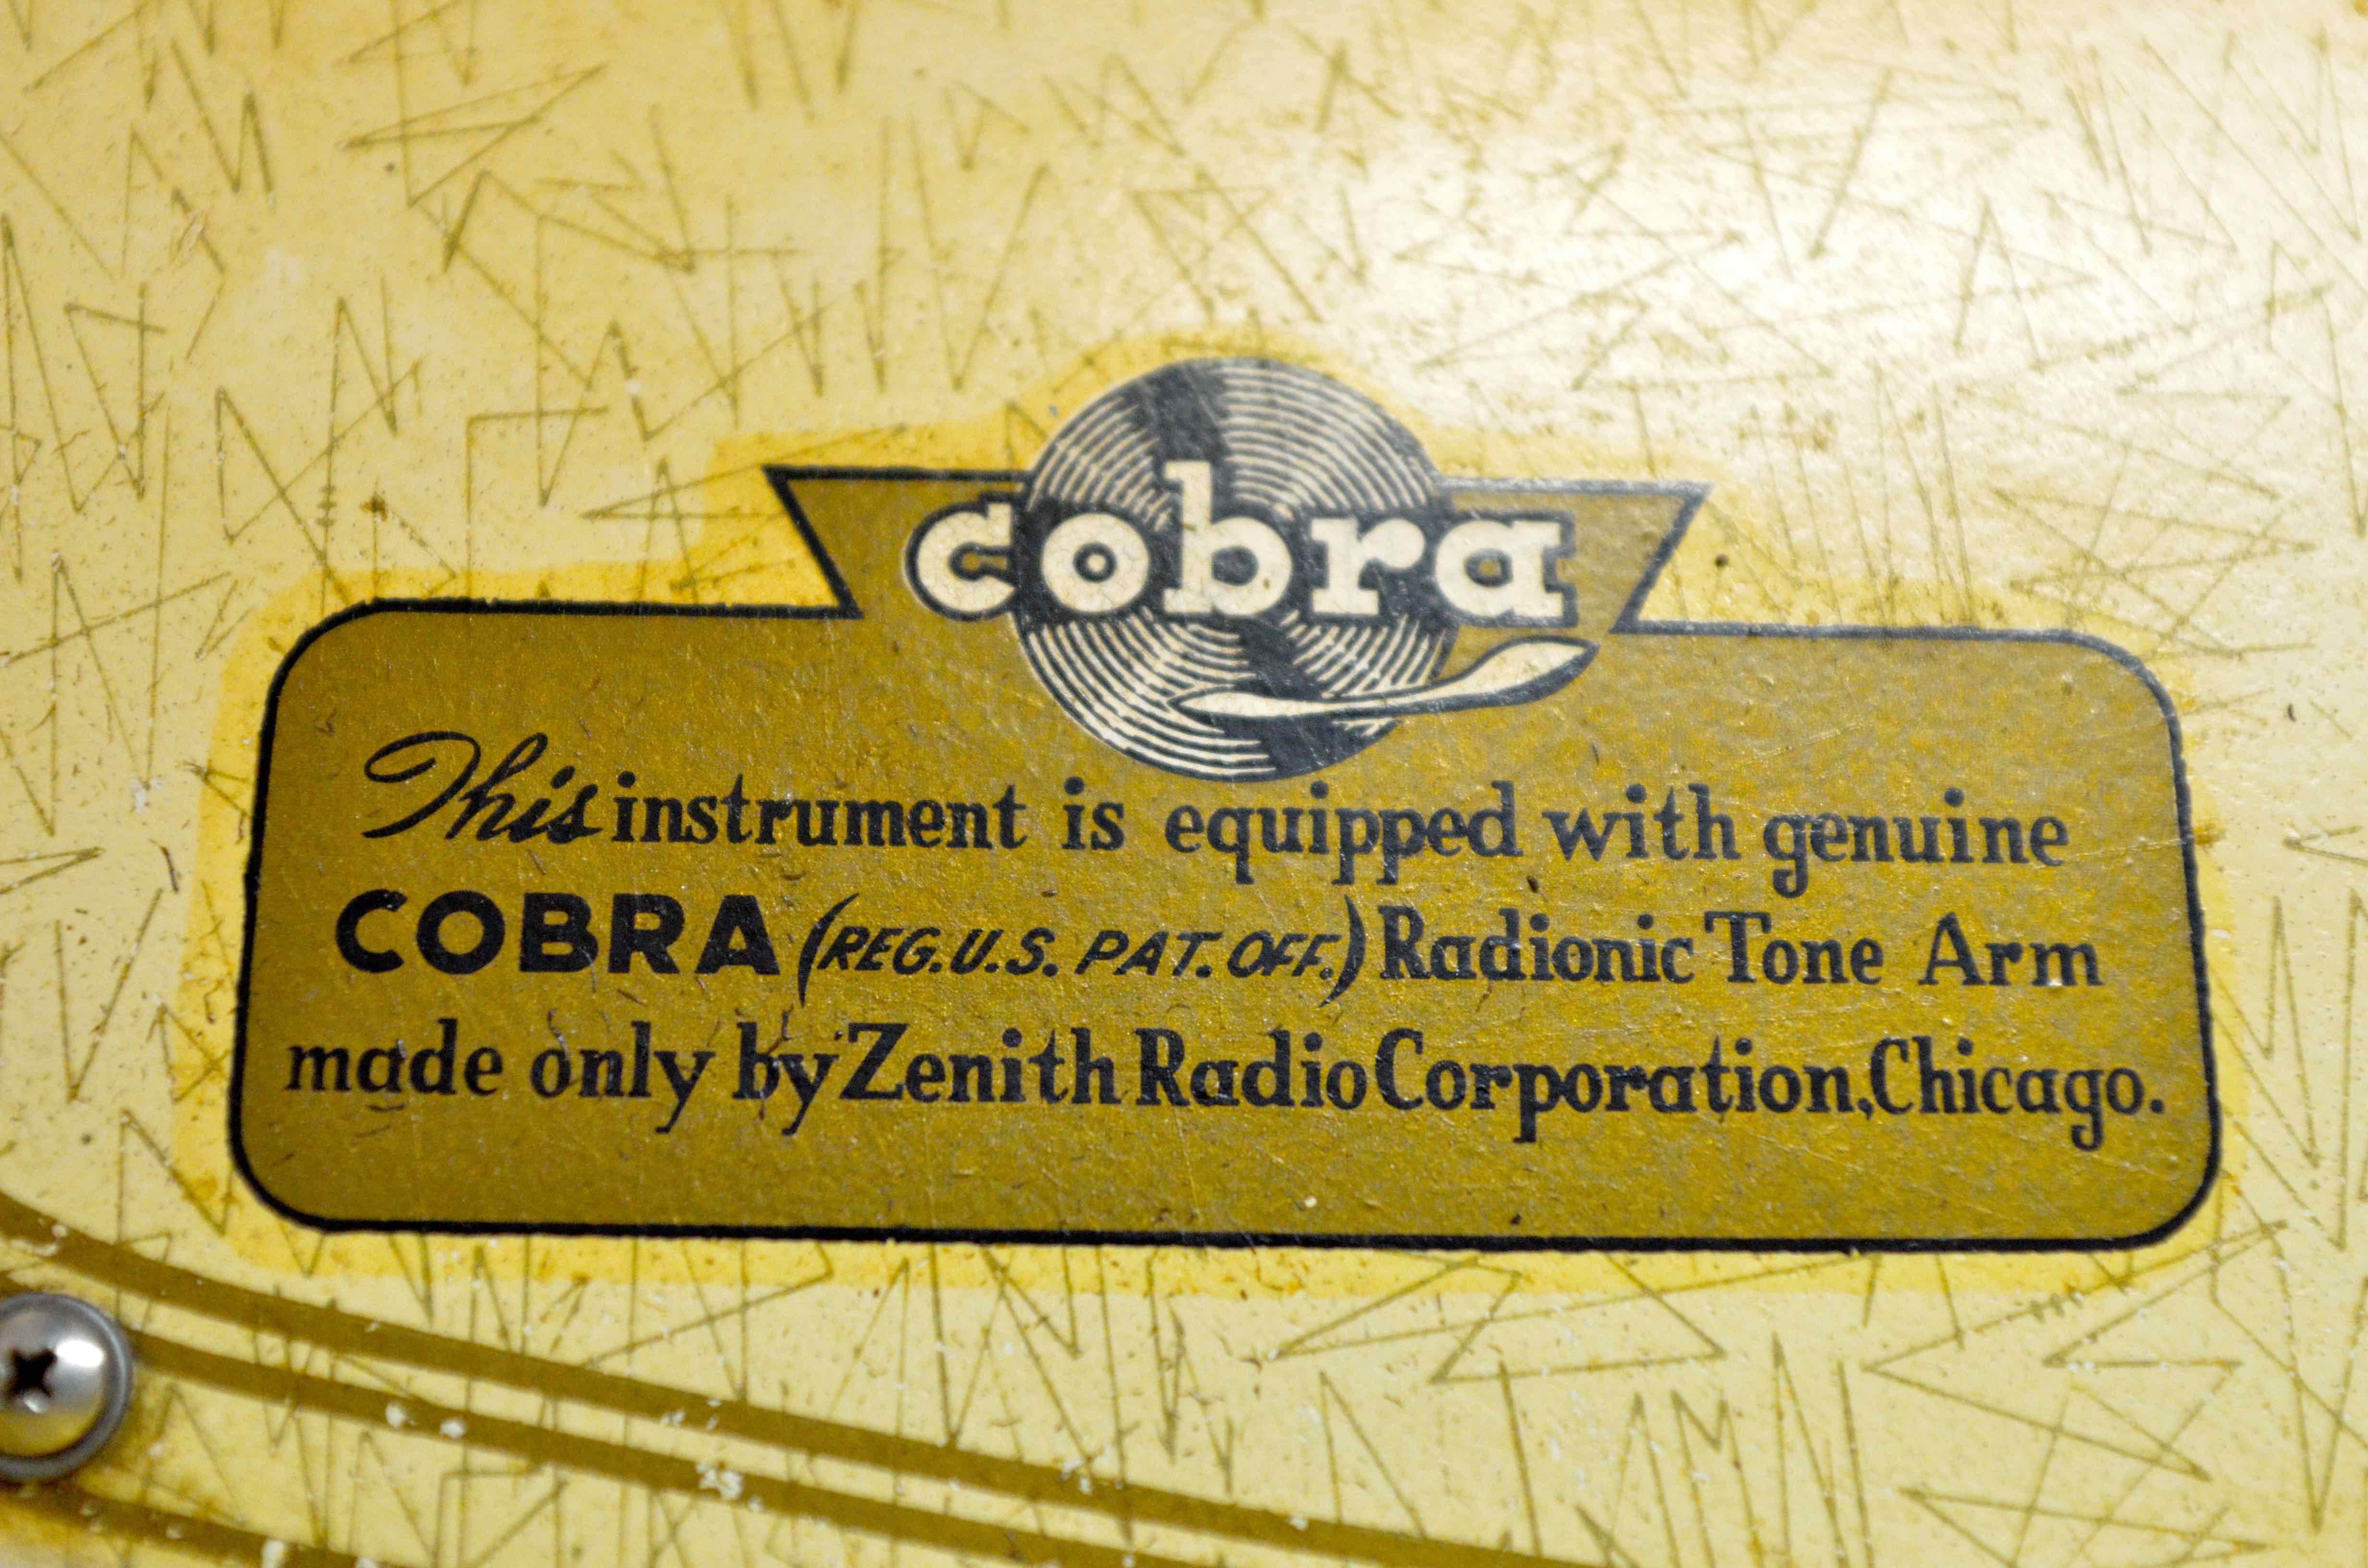 cobra
This instrument is equipped with genuine
COBRA (REG. U.S. PAT. OFF.) Radionic Tone Arm
made only by Zenith Radio Corporation, Chicago.